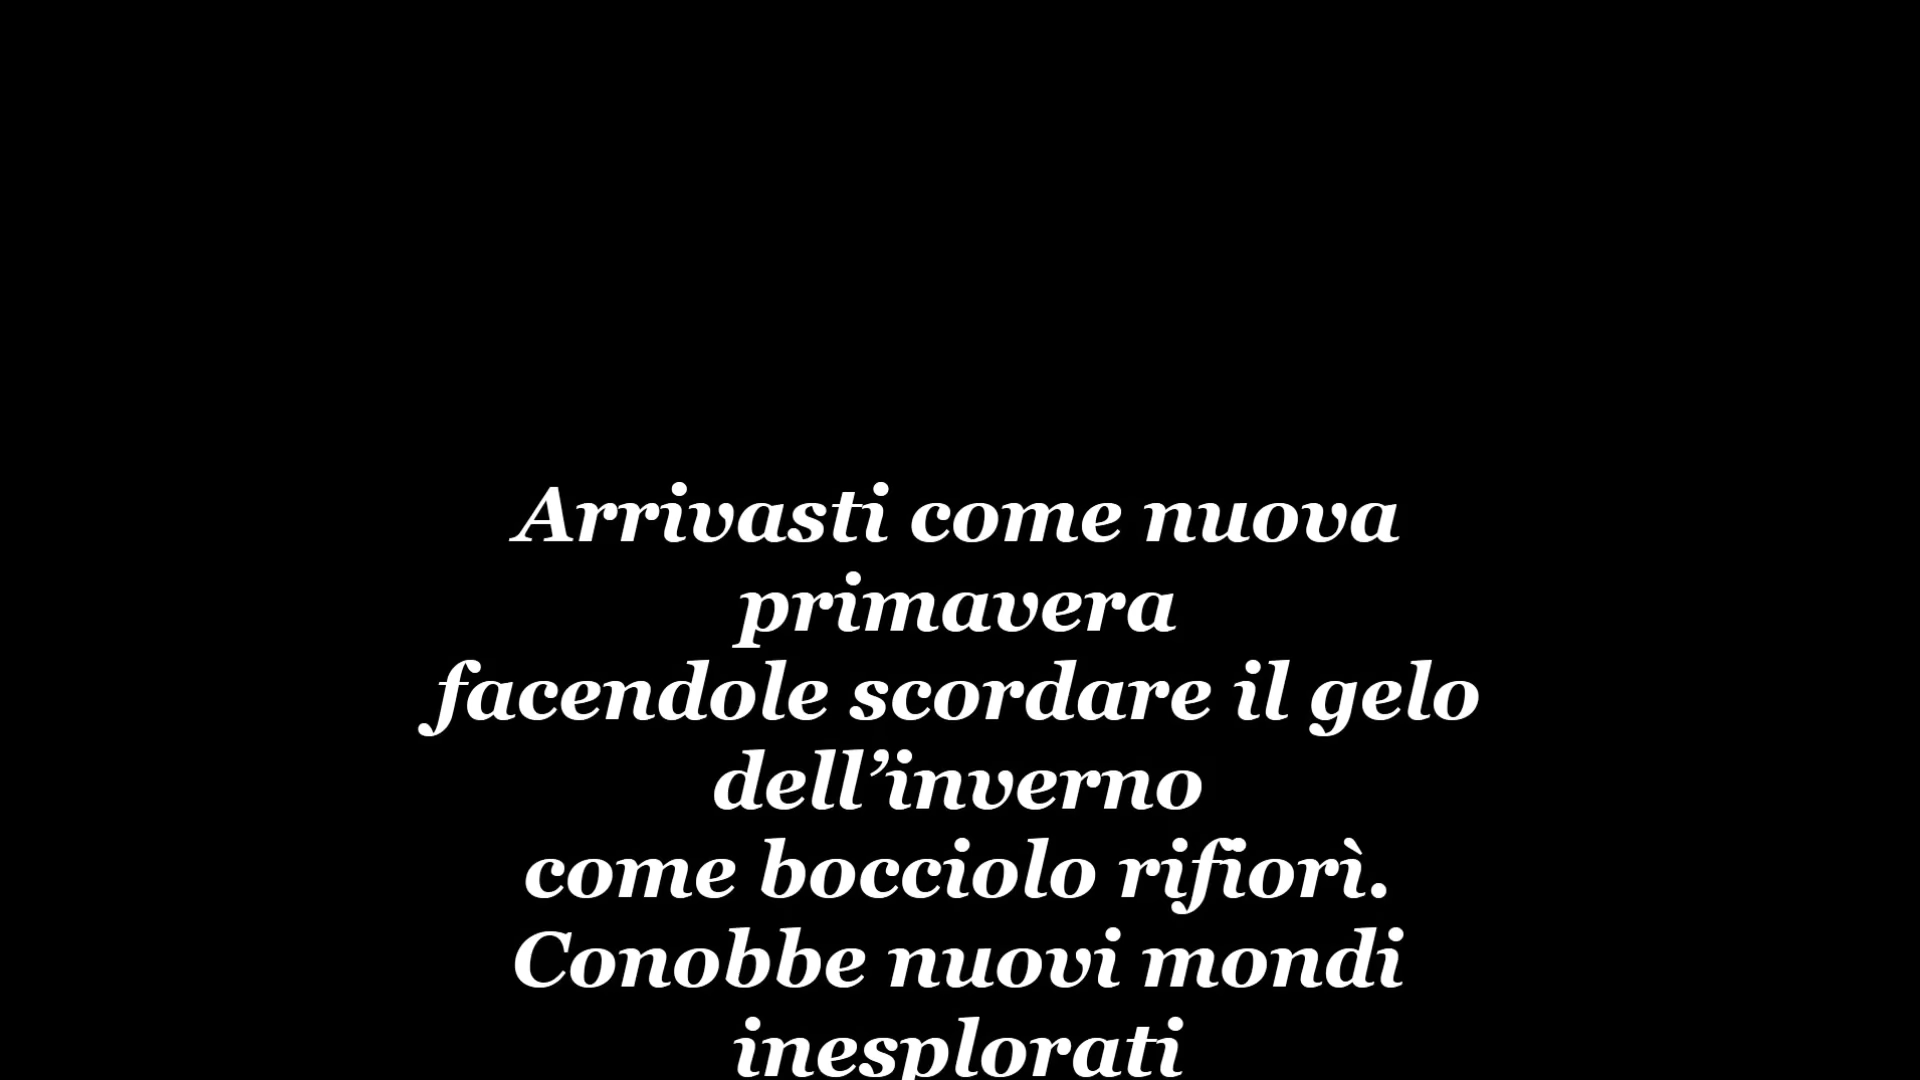 Arrivasti come nuova
primavera
facendole scordare il gelo
dell’inverno
come bocciolo rifiorì.
Conobbe nuovi mondi
inesplorati